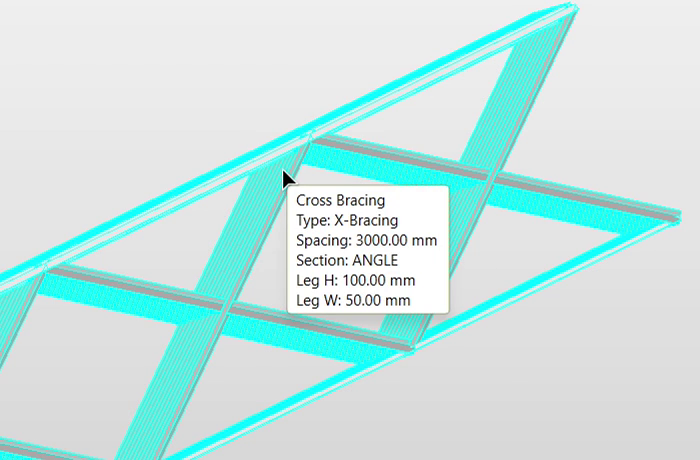 Cross Bracing
Type: X-Bracing
Spacing: 3000.00 mm
Section: ANGLE
Leg H: 100.00 mm
Leg W: 50.00 mm